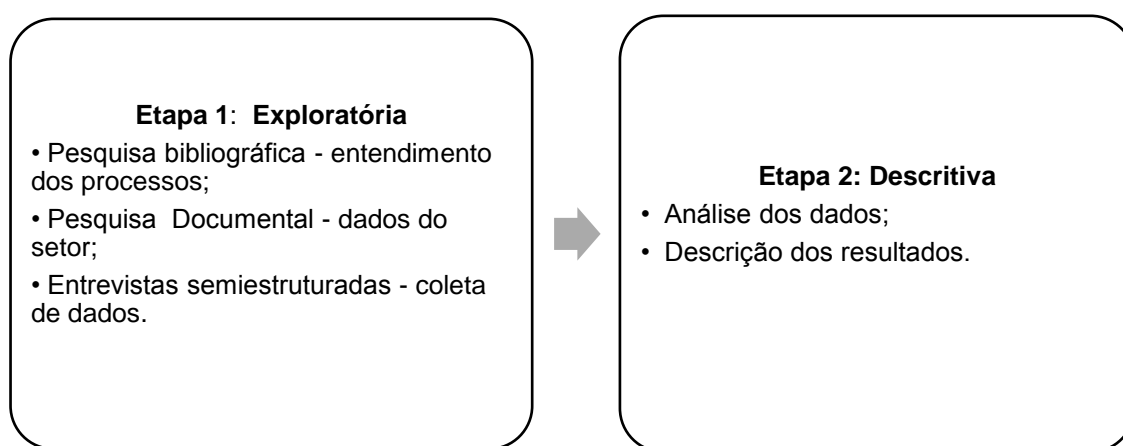 Etapa 1: Exploratória
• Pesquisa bibliográfica - entendimento
dos processos;
• Pesquisa Documental - dados do
setor;
• Entrevistas semiestruturadas - coleta
de dados.
Etapa 2: Descritiva
• Análise dos dados;
• Descrição dos resultados.